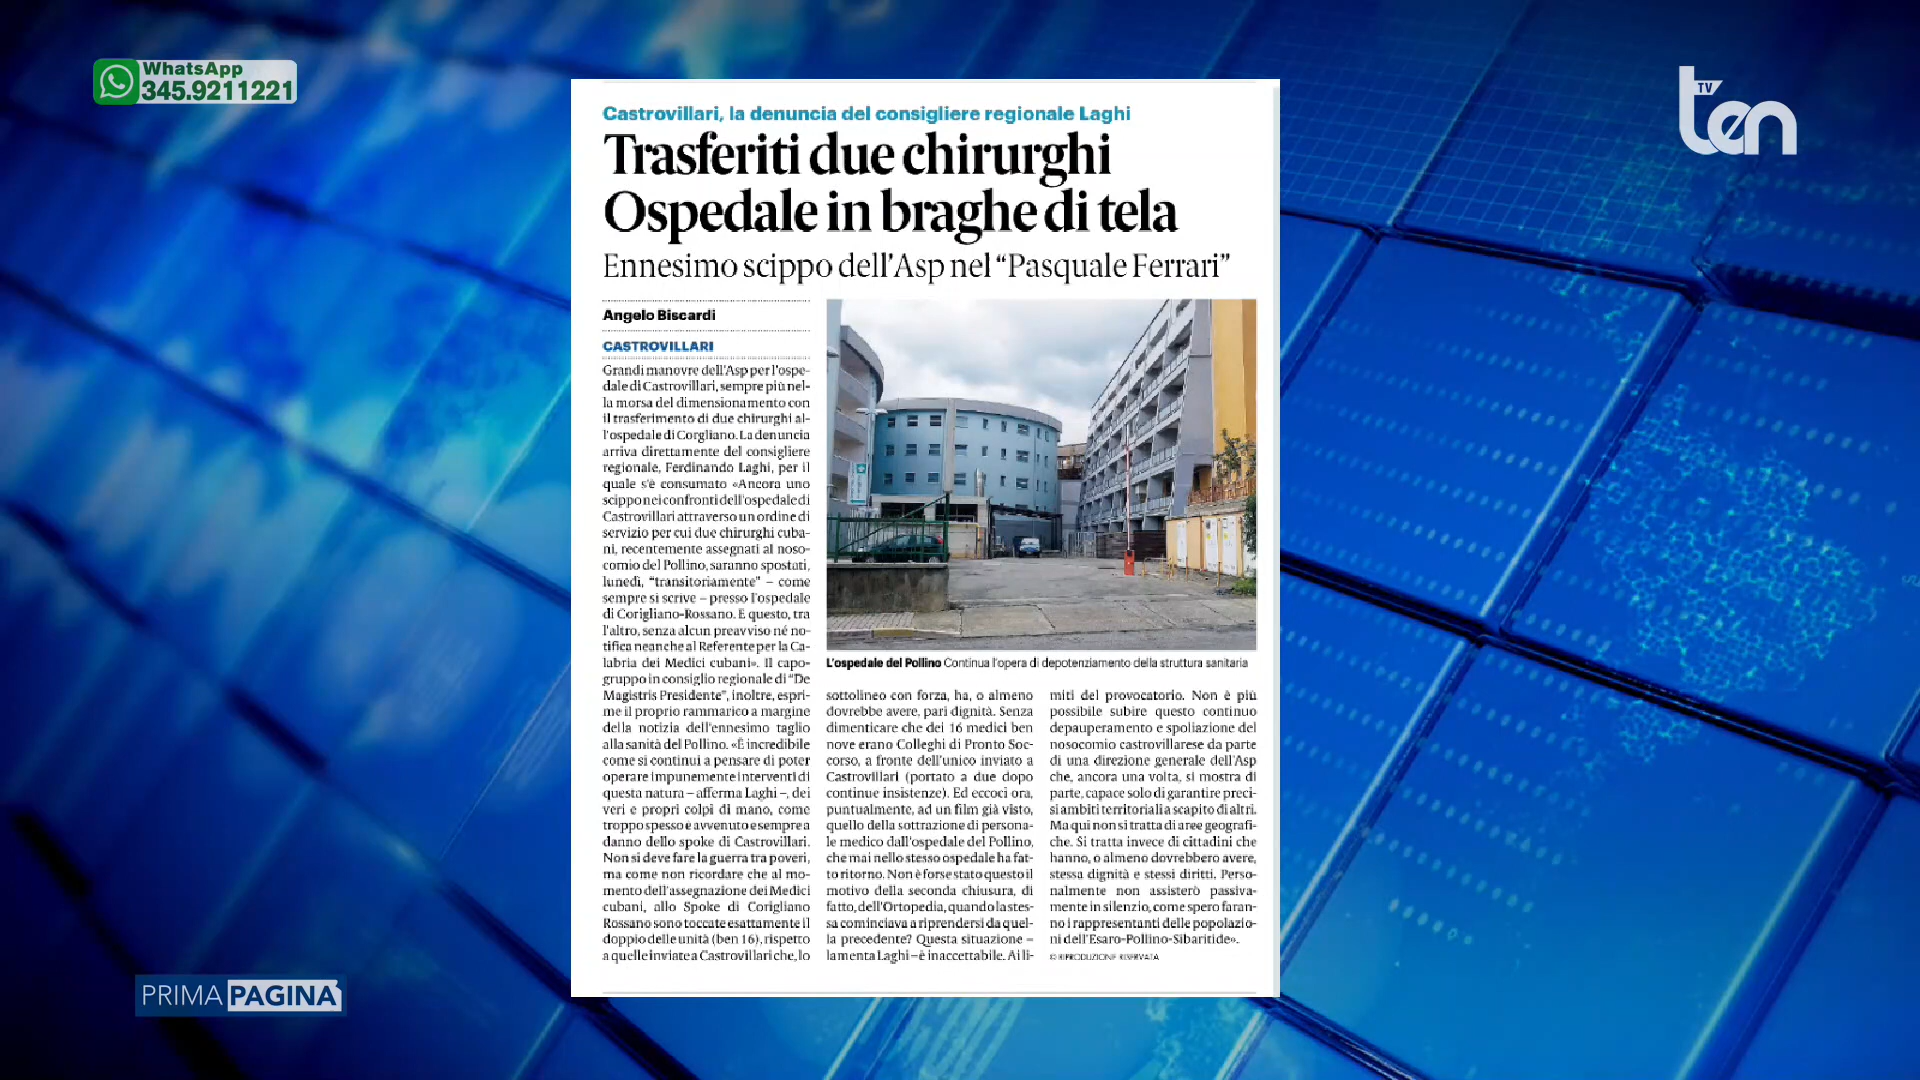 WhatsApp
345.9211221
TV
ten
Castrovillari, la denuncia del consigliere regionale Laghi
Trasferiti due chirurghi
Ospedale in braghe di tela
Ennesimo scippo dell'Asp nel “Pasquale Ferrari”
Angelo Biscardi
CASTROVILLARI
Grandi manovre dell'Asp per l'ospe-
dale di Castrovillari, sempre più nel-
la morsa del dimensionamento con
il trasferimento di due chirurghi al-
l'ospedale di Corgliano. La denuncia
arriva direttamente del consigliere
regionale, Ferdinando Laghi, per il
quale s'è consumato «Ancora uno
scippo nei confronti dell'ospedale di
Castrovillari attraverso un ordine di
servizio per cui due chirurghi cuba-
ni, recentemente assegnati al noso-
comio del Pollino, saranno spostati,
lunedì, “transitoriamente” – come
sempre si scrive – presso l'ospedale
di Corigliano-Rossano. E questo, tra
l'altro, senza alcun preavviso né no-
tifica neanche al Referente per la Ca-
labria dei Medici cubani». Il capo-
gruppo in consiglio regionale di “De
Magistris Presidente”, inoltre, espri-
me il proprio rammarico a margine
della notizia dell'ennesimo taglio
alla sanità del Pollino. «È incredibile
come si continui a pensare di poter
operare impunemente interventi di
questa natura – afferma Laghi –, dei
veri e propri colpi di mano, come
troppo spesso è avvenuto e sempre a
danno dello spoke di Castrovillari.
Non si deve fare la guerra tra poveri,
ma come non ricordare che al mo-
mento dell'assegnazione dei Medici
cubani, allo Spoke di Corigliano
Rossano sono toccate esattamente il
doppio delle unità (ben 16), rispetto
a quelle inviate a Castrovillari che, lo
L'ospedale del Pollino Continua l'opera di depotenziamento della struttura sanitaria
sottolineo con forza, ha, o almeno
dovrebbe avere, pari dignità. Senza
dimenticare che dei 16 medici ben
nove erano Colleghi di Pronto Soc-
corso, a fronte dell'unico inviato a
Castrovillari (portato a due dopo
continue insistenze). Ed eccoci ora,
puntualmente, ad un film già visto,
quello della sottrazione di persona-
le medico dall'ospedale del Pollino,
che mai nello stesso ospedale ha fat-
to ritorno. Non è forse stato questo il
motivo della seconda chiusura, di
fatto, dell'Ortopedia, quando la stes-
sa cominciava a riprendersi da quel-
la precedente? Questa situazione –
lamenta Laghi – è inaccettabile. Ai li-
miti del provocatorio. Non è più
possibile subire questo continuo
depauperamento e spoliazione del
nosocomio castrovillarese da parte
di una direzione generale dell'Asp
che, ancora una volta, si mostra di
parte, capace solo di garantire preci-
si ambiti territoriali a scapito di altri.
Ma qui non si tratta di aree geografi-
che. Si tratta invece di cittadini che
hanno, o almeno dovrebbero avere,
stessa dignità e stessi diritti. Perso-
nalmente non assisterò passiva-
mente in silenzio, come spero faran-
no i rappresentanti delle popolazio-
ni dell'Esaro-Pollino-Sibaritide».
© RIPRODUZIONE RISERVATA
PRIMA PAGINA